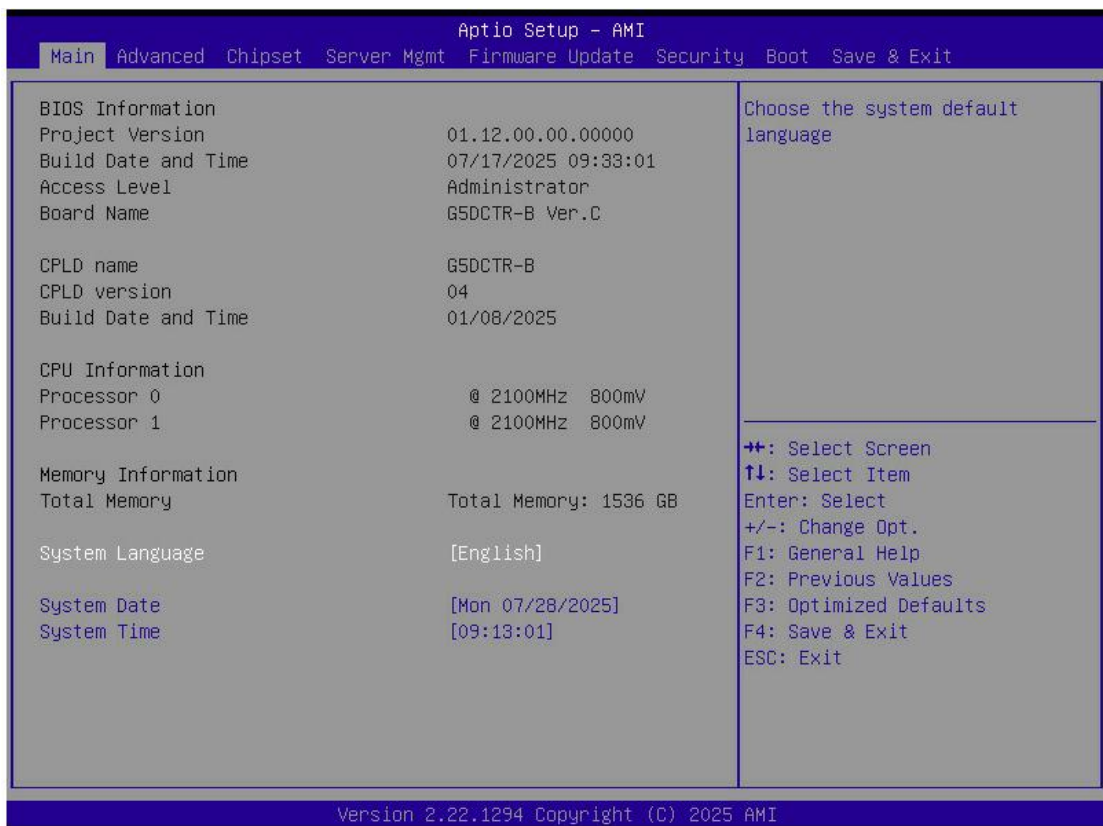 Aptio Setup – AMI
Main Advanced Chipset Server Mgmt Firmware Update Security Boot Save & Exit
BIOS Information
Project Version 01.12.00.00.00000
Build Date and Time 07/17/2025 09:33:01
Access Level Administrator
Board Name G5DCTR-B Ver.C
CPLD name G5DCTR-B
CPLD version 04
Build Date and Time 01/08/2025
CPU Information
Processor 0 @ 2100MHz 800mV
Processor 1 @ 2100MHz 800mV
Memory Information
Total Memory Total Memory: 1536 GB
System Language [English]
System Date [Mon 07/28/2025]
System Time [09:13:01]
Choose the system default
language
→←: Select Screen
↑↓: Select Item
Enter: Select
+/-: Change Opt.
F1: General Help
F2: Previous Values
F3: Optimized Defaults
F4: Save & Exit
ESC: Exit
Version 2.22.1294 Copyright (C) 2025 AMI